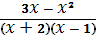 3x − x²
(x + 2)(x − 1)